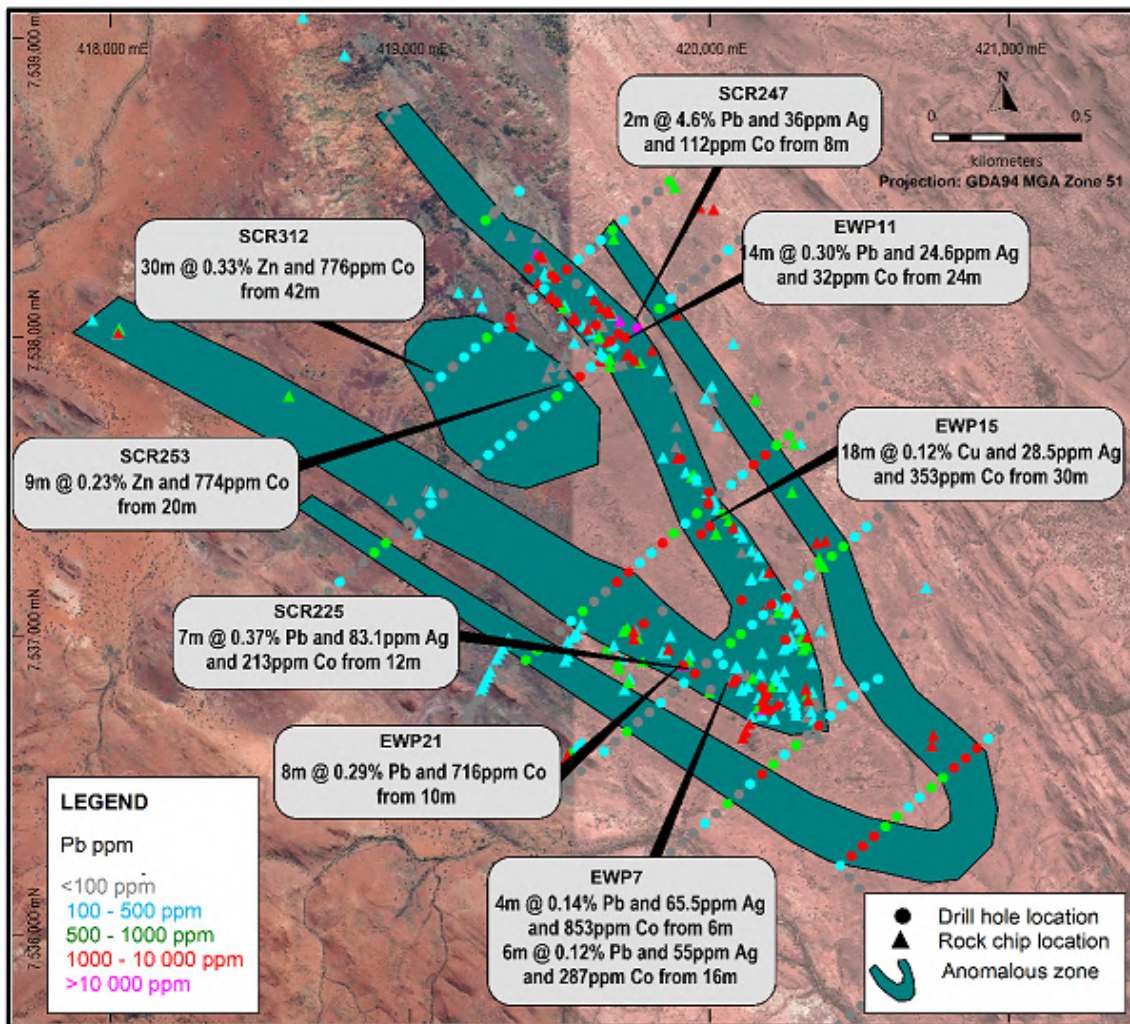 418,000 mE
419,000 mE
420,000 mE
421,000 mE
7,539,000 mN
7,538,000 mN
7,537,000 mN
7,536,000 mN
N
0
0.5
kilometers
Projection: GDA94 MGA Zone 51
SCR247
2m @ 4.6% Pb and 36ppm Ag
and 112ppm Co from 8m
SCR312
30m @ 0.33% Zn and 776ppm Co
from 42m
EWP11
14m @ 0.30% Pb and 24.6ppm Ag
and 32ppm Co from 24m
SCR253
9m @ 0.23% Zn and 774ppm Co
from 20m
EWP15
18m @ 0.12% Cu and 28.5ppm Ag
and 353ppm Co from 30m
SCR225
7m @ 0.37% Pb and 83.1ppm Ag
and 213ppm Co from 12m
EWP21
8m @ 0.29% Pb and 716ppm Co
from 10m
EWP7
4m @ 0.14% Pb and 65.5ppm Ag
and 853ppm Co from 6m
6m @ 0.12% Pb and 55ppm Ag
and 287ppm Co from 16m
LEGEND
Pb ppm
<100 ppm
100 - 500 ppm
500 - 1000 ppm
1000 - 10 000 ppm
>10 000 ppm
Drill hole location
Rock chip location
Anomalous zone